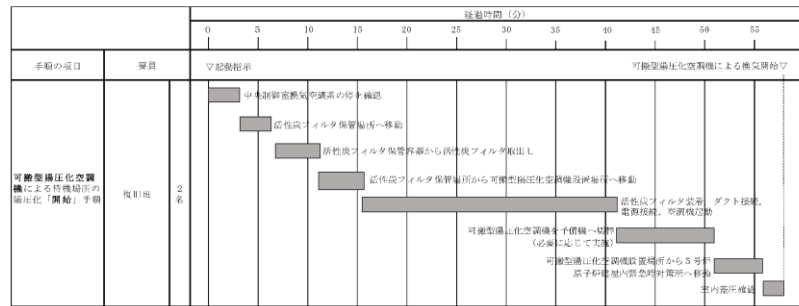 経過時間（分）
0 5 10 15 20 25 30 35 40 45 50 55
手順の項目 要員
▽起動指示
可搬型陽圧化空調機による換気開始▽
可搬型陽圧化空調
機による待機場所の
陽圧化「開始」手順
復旧班
2
名
中央制御室換気空調系の停止確認
活性炭フィルタ保管場所へ移動
活性炭フィルタ保管容器から活性炭フィルタ取出し
活性炭フィルタ保管場所から可搬型陽圧化空調機設置場所へ移動
活性炭フィルタ装着，ダクト接続，
電源接続，空調機起動
可搬型陽圧化空調機を予備機へ切替
（必要に応じて実施）
可搬型陽圧化空調機設置場所から5号炉
原子炉建屋内緊急時対策所へ移動
室内差圧確認